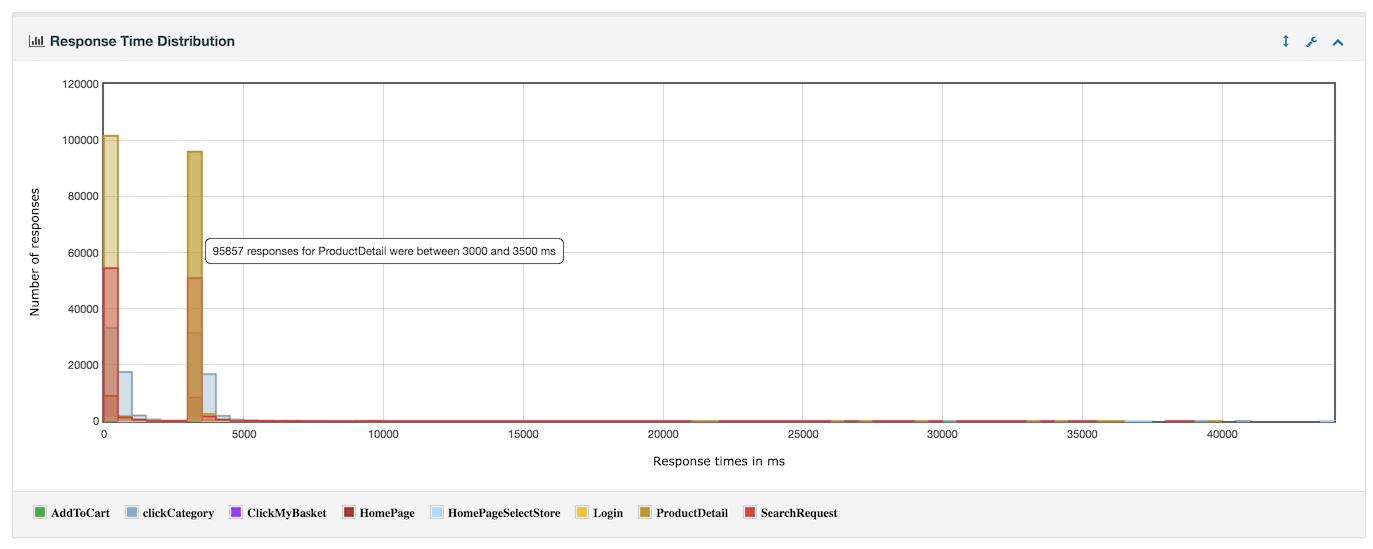 Response Time Distribution
120000
100000
80000
60000
40000
20000
0
Number of responses
95857 responses for ProductDetail were between 3000 and 3500 ms
0 5000 10000 15000 20000 25000 30000 35000 40000
Response times in ms
AddToCart clickCategory ClickMyBasket HomePage HomePageSelectStore Login ProductDetail SearchRequest